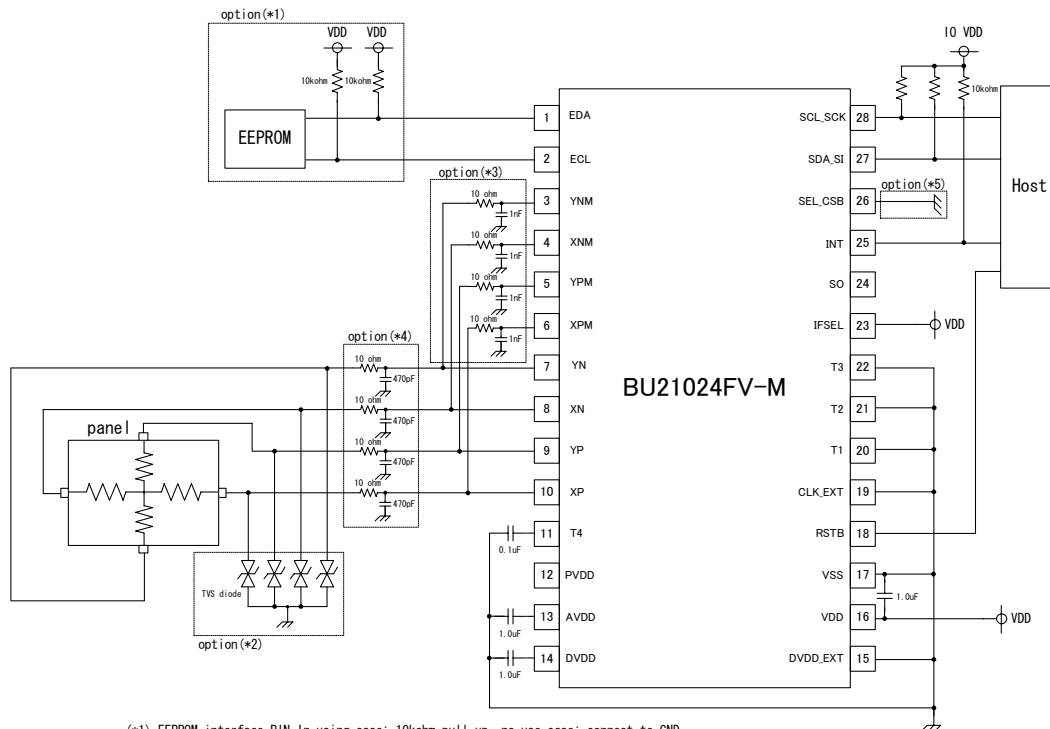 option(*1)
VDD VDD
10kohm 10kohm
EEPROM
IO VDD
10kohm
Host
option(*3)
10 ohm
1nF
10 ohm
1nF
10 ohm
1nF
10 ohm
1nF
option(*4)
10 ohm
470pF
10 ohm
470pF
10 ohm
470pF
10 ohm
470pF
panel
TVS diode
option(*2)
0.1uF
1.0uF
1.0uF
BU21024FV-M
1 EDA
2 ECL
3 YNM
4 XNM
5 YPM
6 XPM
7 YN
8 XN
9 YP
10 XP
11 T4
12 PVDD
13 AVDD
14 DVDD
SCL_SCK 28
SDA_SI 27
SEL_CSB 26
option(*5)
INT 25
SO 24
IFSEL 23
VDD
T3 22
T2 21
T1 20
CLK_EXT 19
RSTB 18
VSS 17
1.0uF
VDD 16
VDD
DVDD_EXT 15